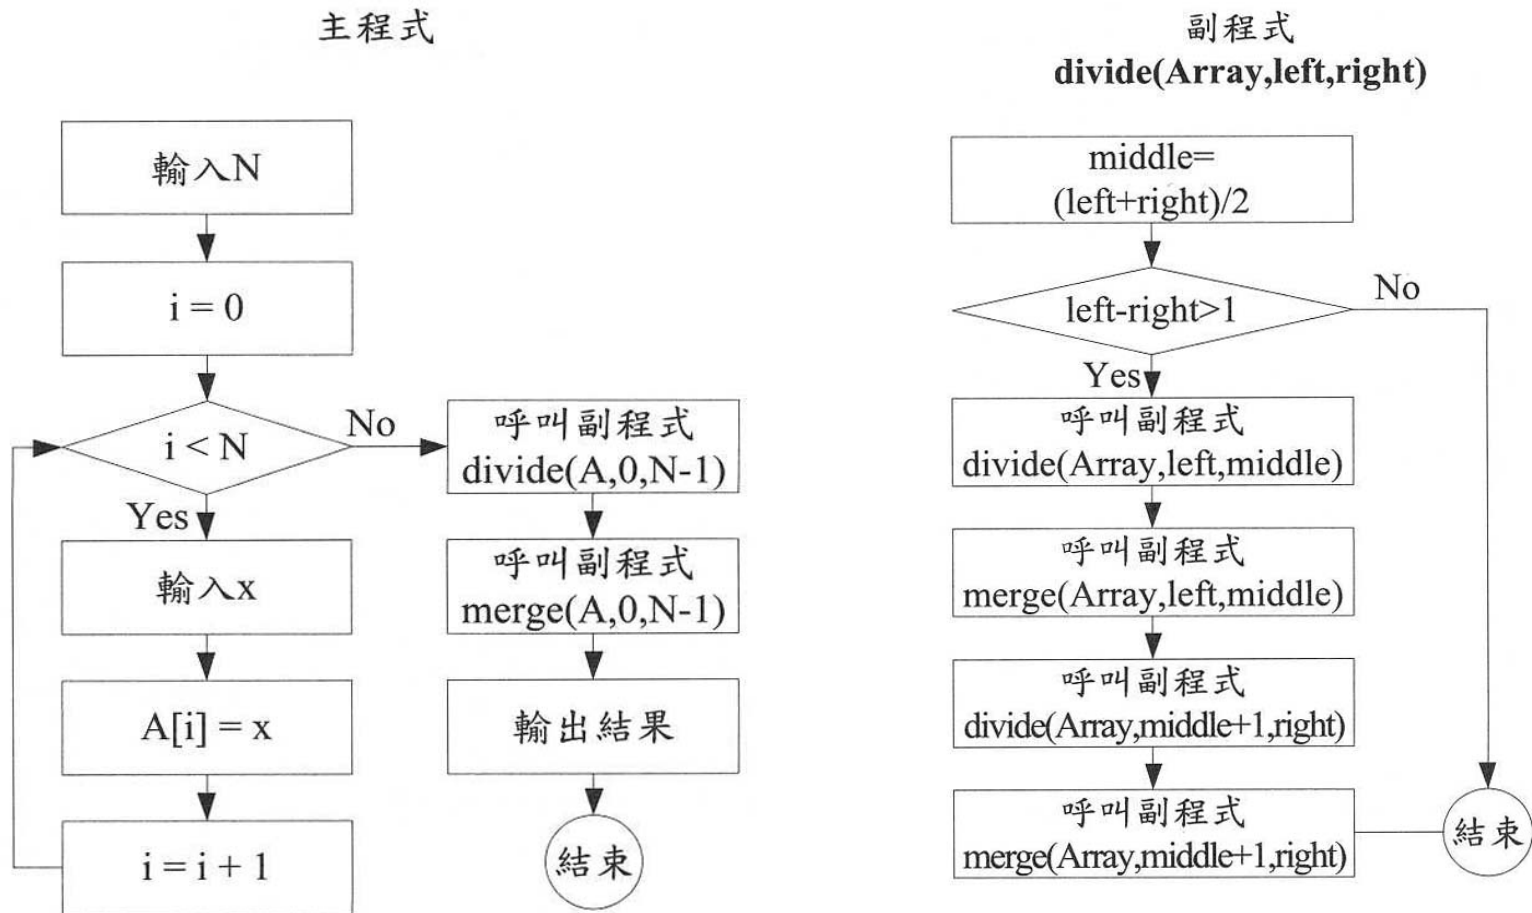 主程式
輸入N
i = 0
i < N
No
Yes
輸入x
A[i] = x
i = i + 1
呼叫副程式
divide(A,0,N-1)
呼叫副程式
merge(A,0,N-1)
輸出結果
結束
副程式
divide(Array,left,right)
middle=
(left+right)/2
left-right>1
No
Yes
呼叫副程式
divide(Array,left,middle)
呼叫副程式
merge(Array,left,middle)
呼叫副程式
divide(Array,middle+1,right)
呼叫副程式
merge(Array,middle+1,right)
結束